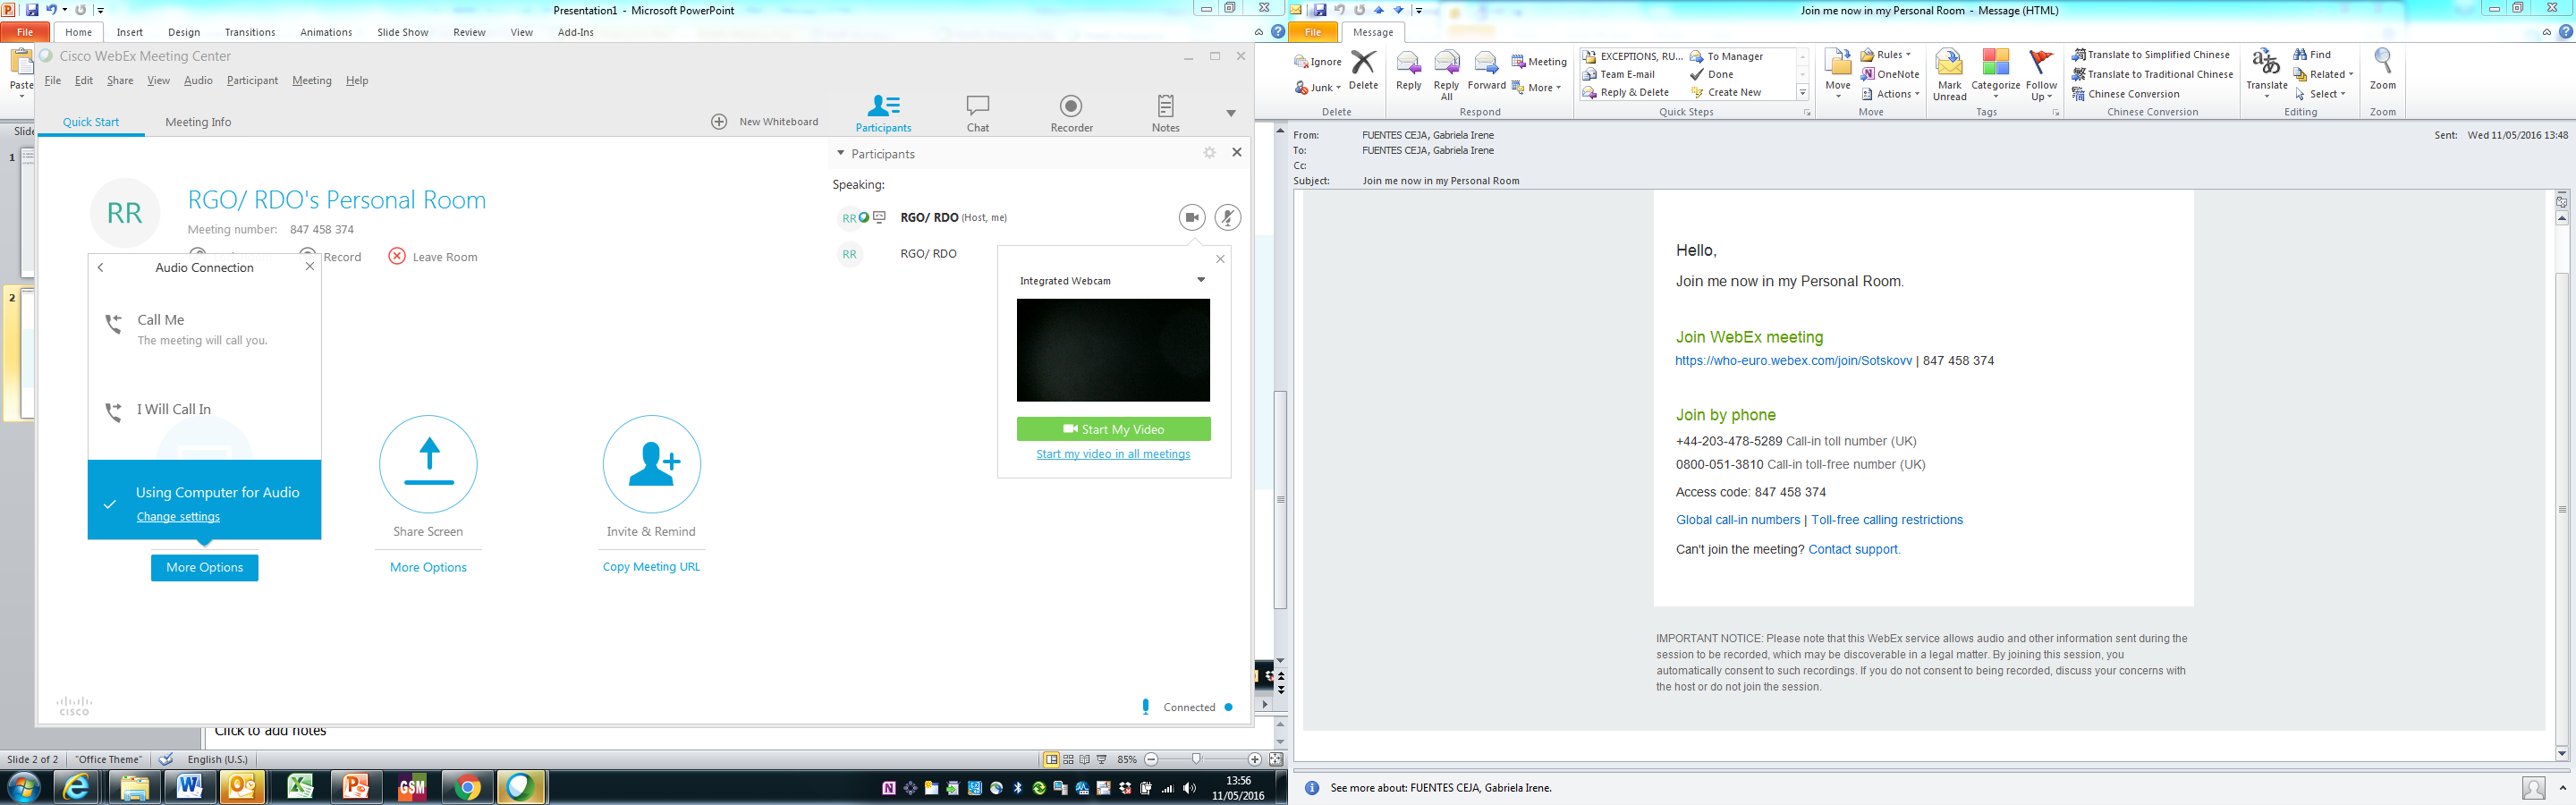 Presentation1 - Microsoft PowerPoint
File Home Insert Design Transitions Animations Slide Show Review View Add-Ins
Paste
Cisco WebEx Meeting Center
File Edit Share View Audio Participant Meeting Help
Quick Start Meeting Info
New Whiteboard
Participants Chat Recorder Notes
Slide
1
2
RR
RGO/ RDO's Personal Room
Meeting number: 847 458 374
Record Leave Room
Audio Connection
Call Me
The meeting will call you.
I Will Call In
Using Computer for Audio
Change settings
More Options
Share Screen
More Options
Invite & Remind
Copy Meeting URL
Participants
Speaking:
RR RGO/ RDO (Host, me)
RR RGO/ RDO
Integrated Webcam
Start My Video
Start my video in all meetings
CISCO
Connected
Click to add notes
Slide 2 of 2 "Office Theme" English (U.S.) 85%
GSM
13:56
11/05/2016
Join me now in my Personal Room - Message (HTML)
File Message
Ignore
Junk
Delete
Delete
Reply
Reply All
Forward
Meeting
More
Respond
EXCEPTIONS, RU... To Manager
Team E-mail Done
Reply & Delete Create New
Quick Steps
Move
Rules
OneNote
Actions
Move
Mark Unread
Categorize
Follow Up
Tags
Translate to Simplified Chinese
Translate to Traditional Chinese
Chinese Conversion
Chinese Conversion
Translate
Find
Related
Select
Editing
Zoom
Zoom
From: FUENTES CEJA, Gabriela Irene
Sent: Wed 11/05/2016 13:48
To: FUENTES CEJA, Gabriela Irene
Cc:
Subject: Join me now in my Personal Room
Hello,
Join me now in my Personal Room.
Join WebEx meeting
https://who-euro.webex.com/join/Sotskovv | 847 458 374
Join by phone
+44-203-478-5289 Call-in toll number (UK)
0800-051-3810 Call-in toll-free number (UK)
Access code: 847 458 374
Global call-in numbers | Toll-free calling restrictions
Can't join the meeting? Contact support.
IMPORTANT NOTICE: Please note that this WebEx service allows audio and other information sent during the
session to be recorded, which may be discoverable in a legal matter. By joining this session, you
automatically consent to such recordings. If you do not consent to being recorded, discuss your concerns with
the host or do not join the session.
See more about: FUENTES CEJA, Gabriela Irene.